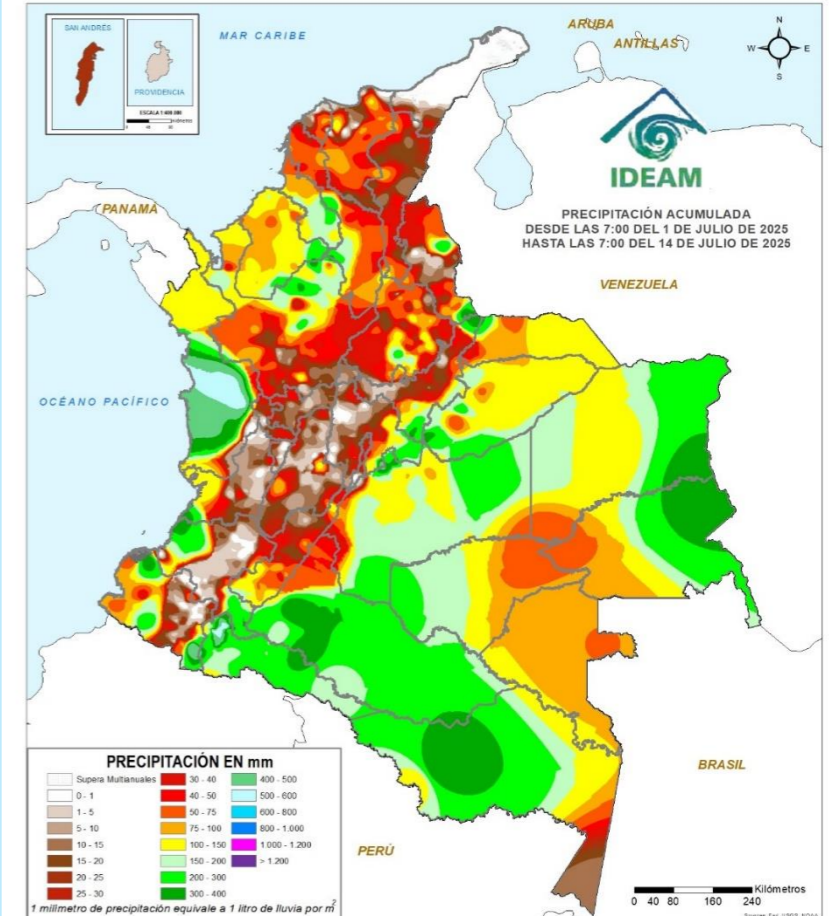 SAN ANDRÉS
PROVIDENCIA
ESCALA 1:600.000
Kilómetros
MAR CARIBE
ARUBA
ANTILLAS
N
W
E
S
IDEAM
PRECIPITACIÓN ACUMULADA
DESDE LAS 7:00 DEL 1 DE JULIO DE 2025
HASTA LAS 7:00 DEL 14 DE JULIO DE 2025
PANAMÁ
VENEZUELA
OCÉANO PACÍFICO
BRASIL
PERÚ
PRECIPITACIÓN EN mm
Supera Multianuales
0 - 1
1 - 5
5 - 10
10 - 15
15 - 20
20 - 25
25 - 30
30 - 40
40 - 50
50 - 75
75 - 100
100 - 150
150 - 200
200 - 300
300 - 400
400 - 500
500 - 600
600 - 800
800 - 1.000
1.000 - 1.200
> 1.200
1 milímetro de precipitación equivale a 1 litro de lluvia por m²
Kilómetros
0 40 80 160 240